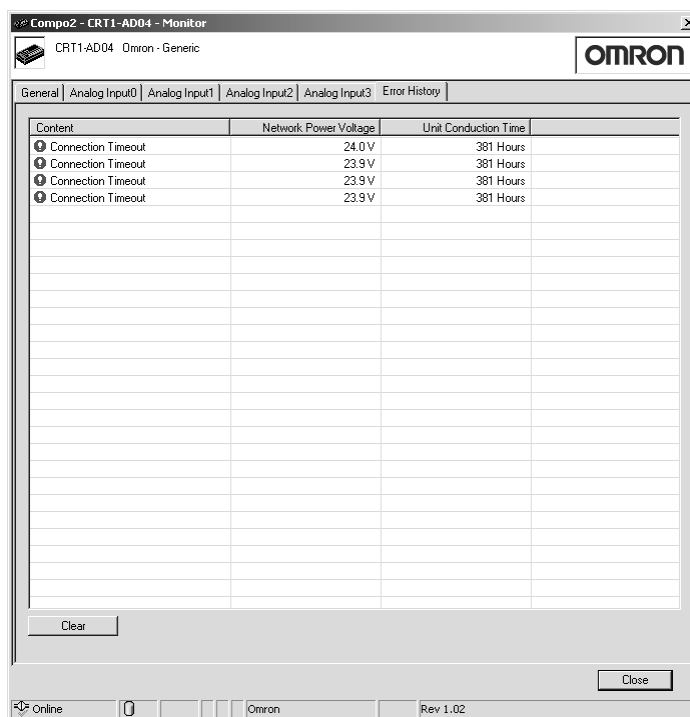 Compo2 - CRT1-AD04 - Monitor
CRT1-AD04 Omron - Generic
OMRON
General Analog Input0 Analog Input1 Analog Input2 Analog Input3 Error History
Content Network Power Voltage Unit Conduction Time
Connection Timeout 24.0 V 381 Hours
Connection Timeout 23.9 V 381 Hours
Connection Timeout 23.9 V 381 Hours
Connection Timeout 23.9 V 381 Hours
Clear
Close
Online Omron Rev 1.02